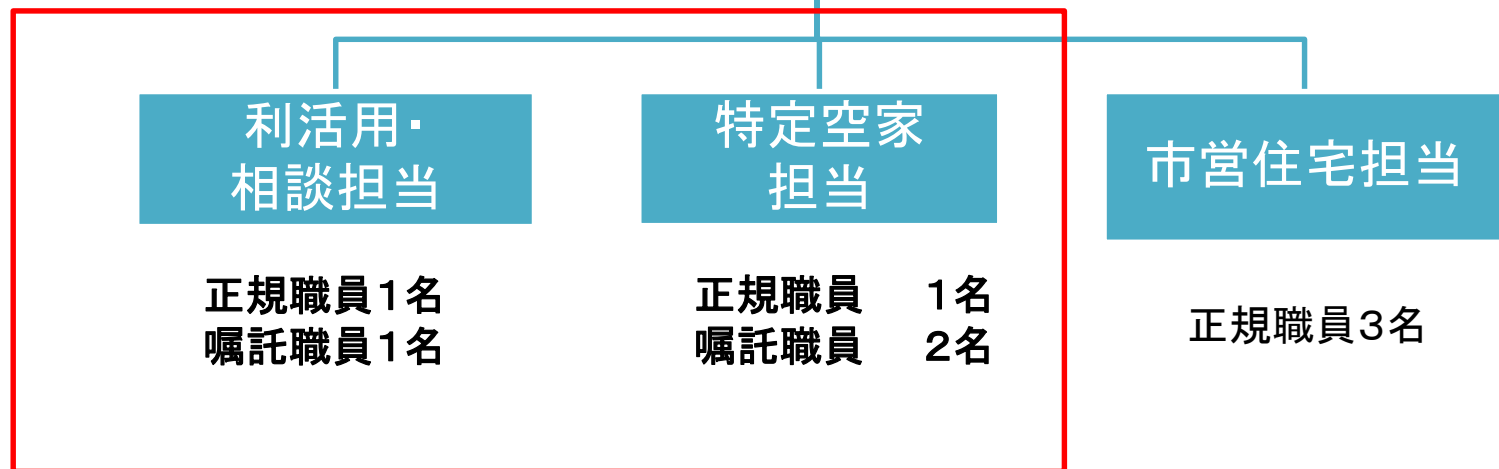 利活用・
相談担当
特定空家
担当
市営住宅担当
正規職員1名
嘱託職員1名
正規職員　　1名
嘱託職員　　2名
正規職員3名